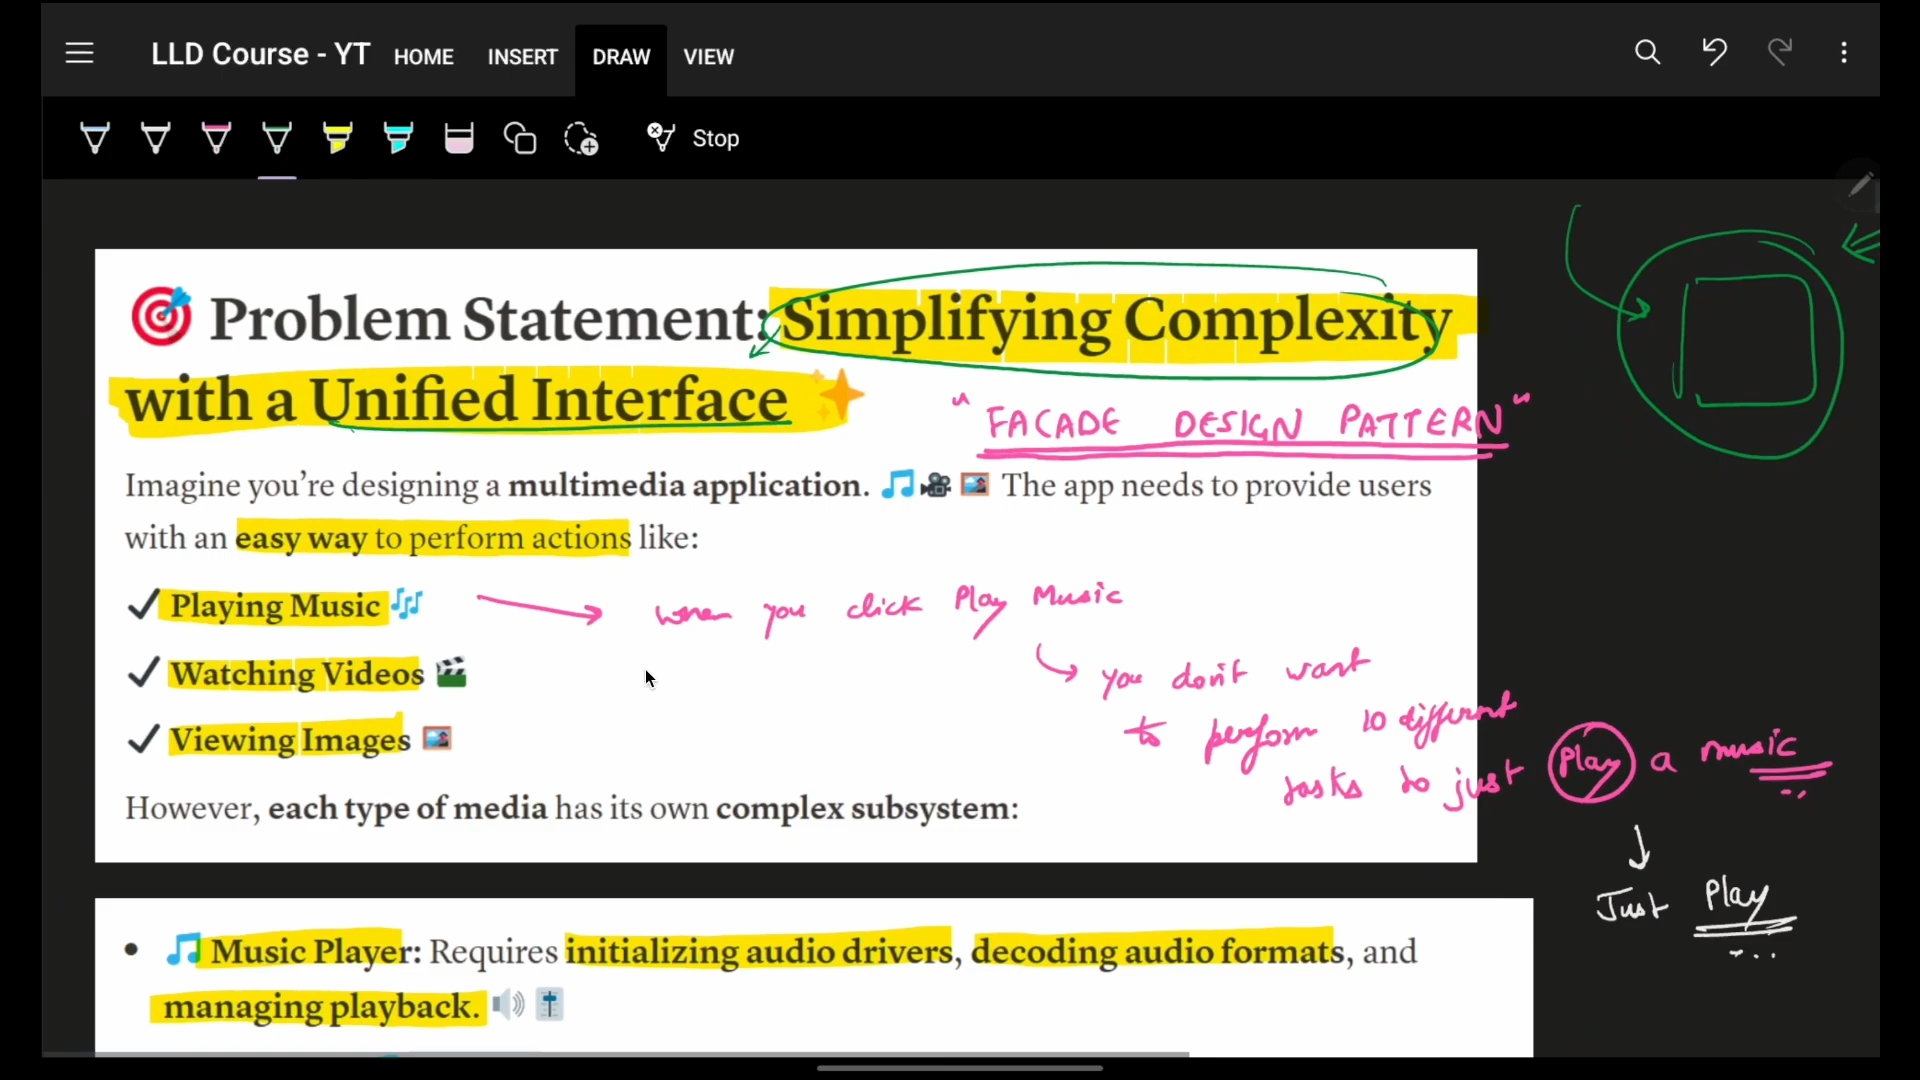 LLD Course - YT HOME INSERT DRAW VIEW
Stop
🎯 Problem Statement: Simplifying Complexity
with a Unified Interface ✨
"FACADE DESIGN PATTERN"
Imagine you're designing a multimedia application. 🎵🎥🖼️ The app needs to provide users
with an easy way to perform actions like:
✔ Playing Music 🎶
when you click Play Music
✔ Watching Videos 🎬
you don't want
to perform 10 different
✔ Viewing Images 🖼️
tasks to just Play a music
However, each type of media has its own complex subsystem:
Just Play
• 🎵 Music Player: Requires initializing audio drivers, decoding audio formats, and
managing playback. 🔊🎚️